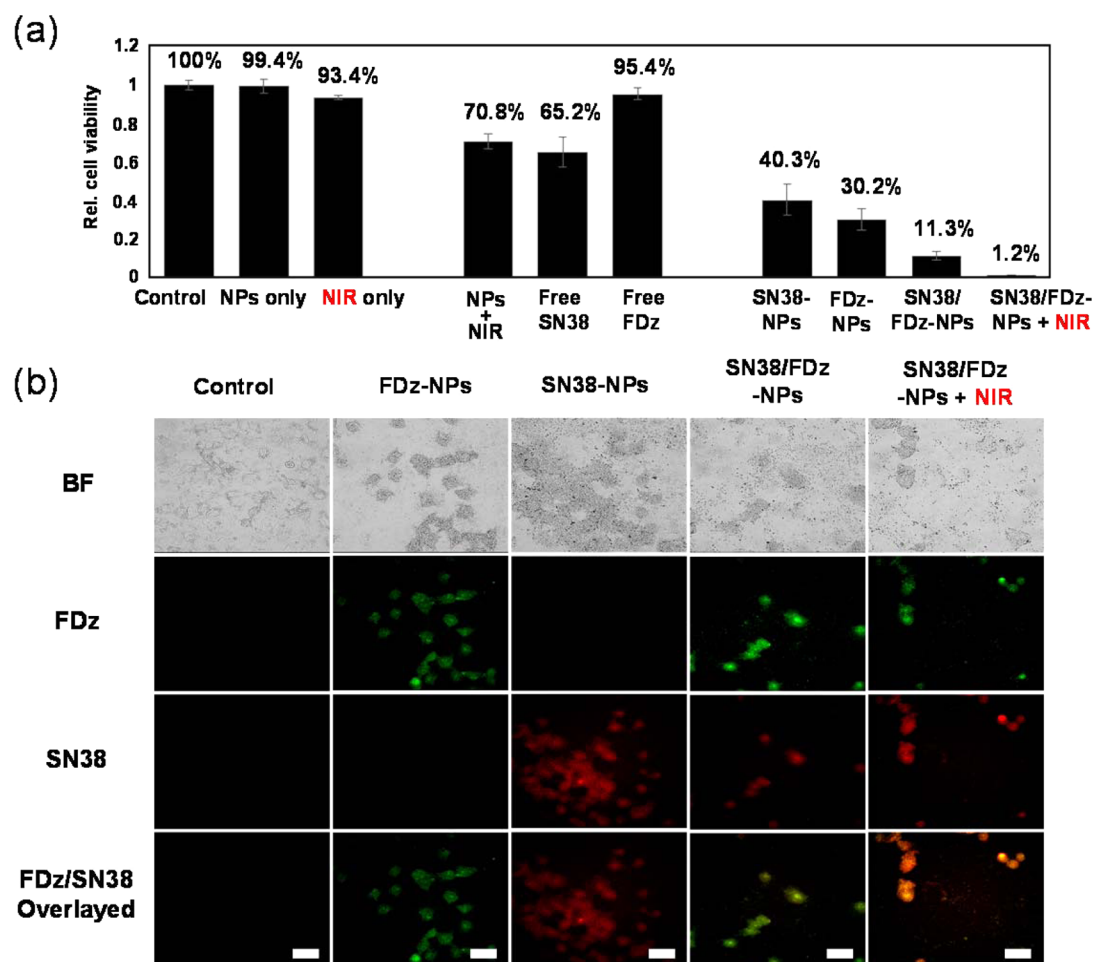 (a)
Rel. cell viability
1.2
1
0.8
0.6
0.4
0.2
0
100%
99.4%
93.4%
70.8%
65.2%
95.4%
40.3%
30.2%
11.3%
1.2%
Control
NPs only
NIR only
NPs
+
NIR
Free
SN38
Free
FDz
SN38-
NPs
FDz-
NPs
SN38/
FDz-NPs
SN38/FDz-
NPs + NIR
(b)
Control
FDz-NPs
SN38-NPs
SN38/FDz
-NPs
SN38/FDz
-NPs + NIR
BF
FDz
SN38
FDz/SN38
Overlayed